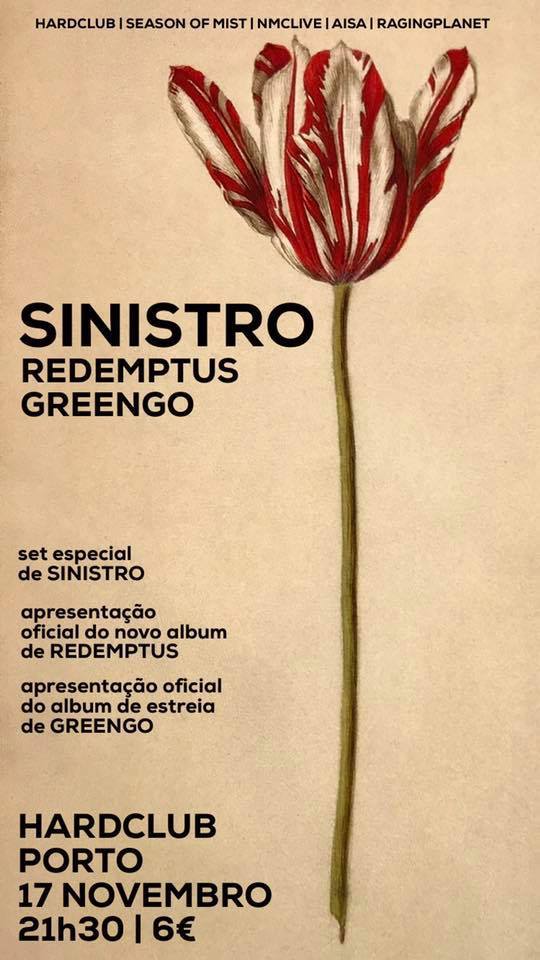 HARDCLUB | SEASON OF MIST | NMCLIVE | AISA | RAGINGPLANET
SINISTRO
REDEMPTUS
GREENGO
set especial
de SINISTRO
apresentação
oficial do novo album
de REDEMPTUS
apresentação oficial
do album de estreia
de GREENGO
HARDCLUB
PORTO
17 NOVEMBRO
21h30 | 6€